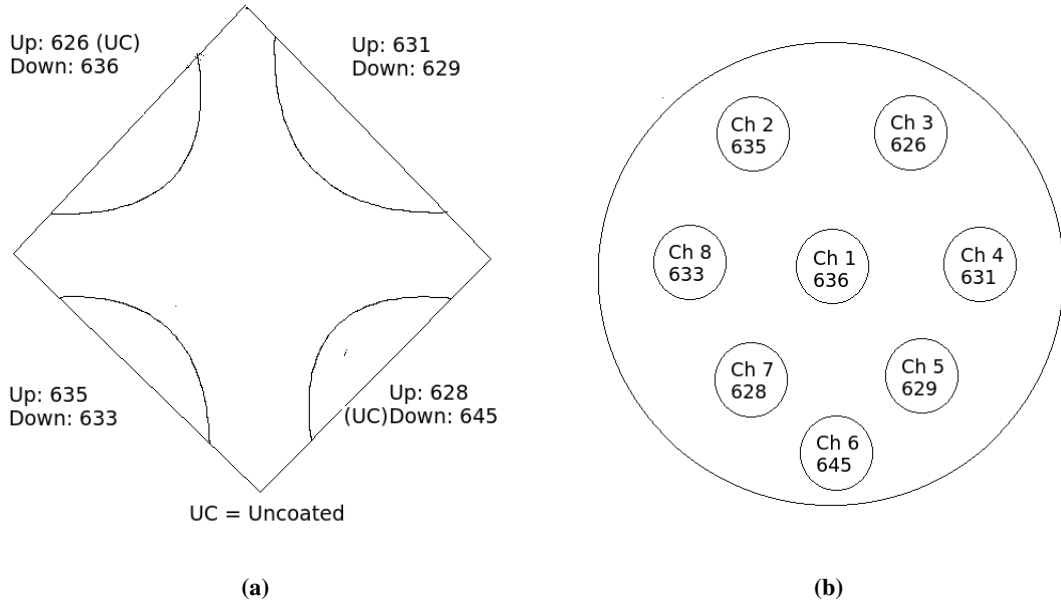 Up: 626 (UC)
Down: 636
Up: 631
Down: 629
Up: 635
Down: 633
Up: 628
(UC)Down: 645
UC = Uncoated
(a)
Ch 2
635
Ch 3
626
Ch 8
633
Ch 1
636
Ch 4
631
Ch 7
628
Ch 5
629
Ch 6
645
(b)